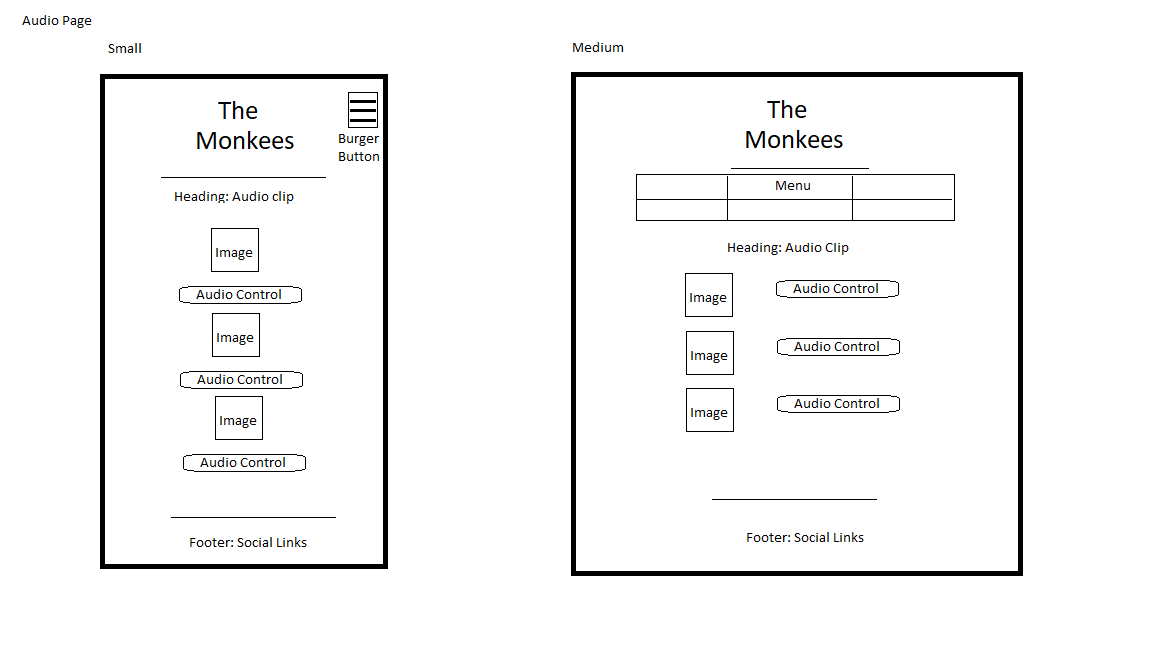 Audio Page
Small
The
Monkees
Burger
Button
Heading: Audio clip
Image
Audio Control
Image
Audio Control
Image
Audio Control
Footer: Social Links
Medium
The
Monkees
Menu
Heading: Audio Clip
Image
Audio Control
Image
Audio Control
Image
Audio Control
Footer: Social Links